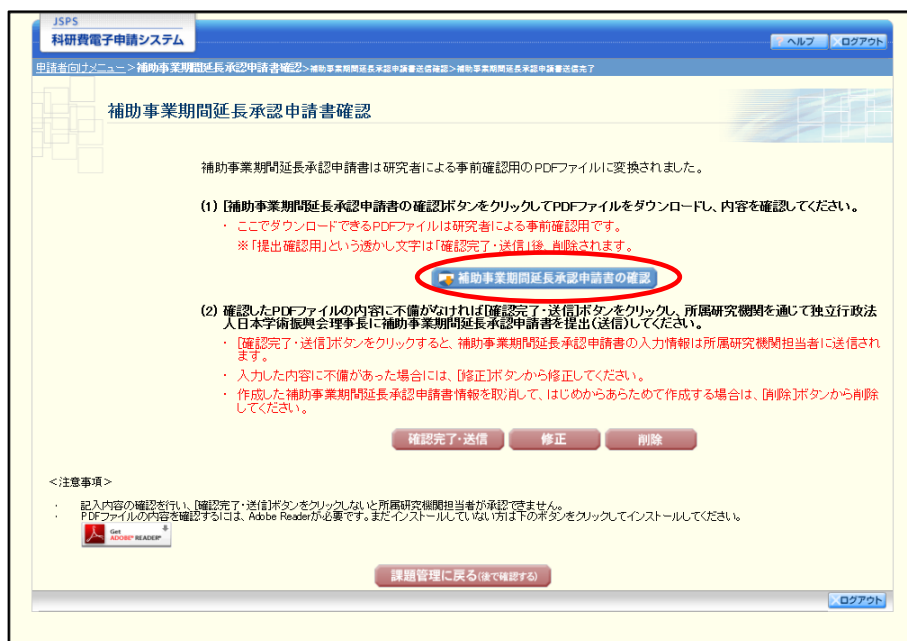 JSPS
科研費電子申請システム
ヘルプ
ログアウト
申請者向けメニュー>補助事業期間延長承認申請書確認>補助事業期間延長承認申請書送信確認>補助事業期間延長承認申請書送信完了
補助事業期間延長承認申請書確認
補助事業期間延長承認申請書は研究者による事前確認用のPDFファイルに変換されました。
(1) [補助事業期間延長承認申請書の確認]ボタンをクリックしてPDFファイルをダウンロードし、内容を確認してください。
・ ここでダウンロードできるPDFファイルは研究者による事前確認用です。
※「提出確認用」という透かし文字は「確認完了・送信」後、削除されます。
補助事業期間延長承認申請書の確認
(2) 確認したPDFファイルの内容に不備がなければ[確認完了・送信]ボタンをクリックし、所属研究機関を通じて独立行政法
人日本学術振興会理事長に補助事業期間延長承認申請書を提出(送信)してください。
・ [確認完了・送信]ボタンをクリックすると、補助事業期間延長承認申請書の入力情報は所属研究機関担当者に送信され
ます。
・ 入力した内容に不備があった場合には、[修正]ボタンから修正してください。
・ 作成した補助事業期間延長承認申請書情報を取消して、はじめからあらためて作成する場合は、[削除]ボタンから削除
してください。
確認完了・送信 修正 削除
<注意事項>
・ 記入内容の確認を行い、[確認完了・送信]ボタンをクリックしないと所属研究機関担当者が承認できません。
・ PDFファイルの内容を確認するには、Adobe Readerが必要です。まだインストールしていない方は下のボタンをクリックしてインストールしてください。
Get
ADOBE® READER®
課題管理に戻る(後で確認する)
ログアウト